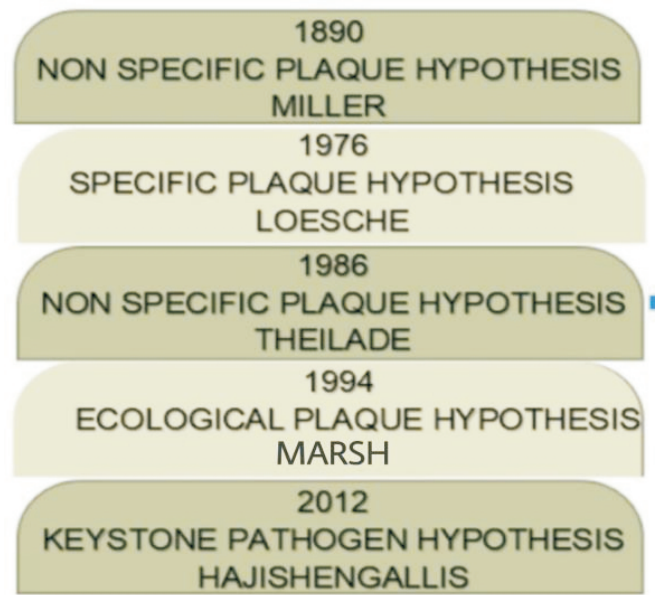 1890
NON SPECIFIC PLAQUE HYPOTHESIS
MILLER
1976
SPECIFIC PLAQUE HYPOTHESIS
LOESCHE
1986
NON SPECIFIC PLAQUE HYPOTHESIS
THEILADE
1994
ECOLOGICAL PLAQUE HYPOTHESIS
MARSH
2012
KEYSTONE PATHOGEN HYPOTHESIS
HAJISHENGALLIS